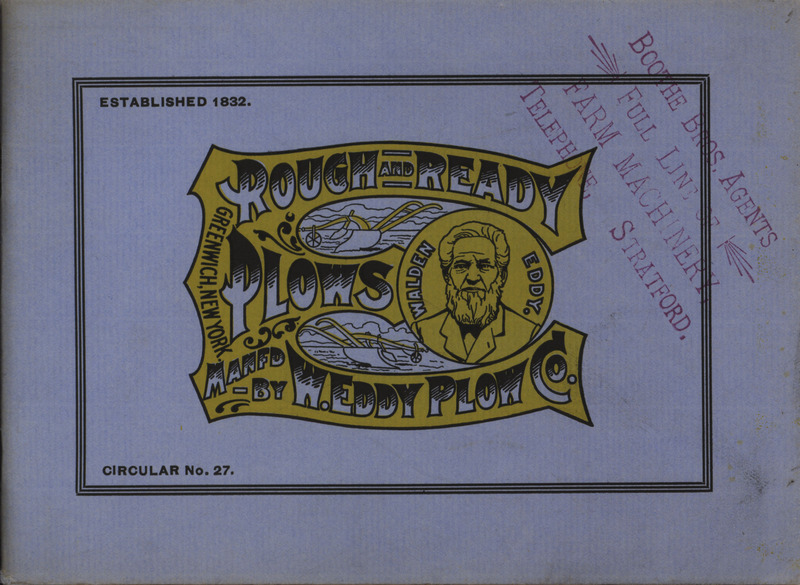 ESTABLISHED 1832.
BOOTHE BROS. AGENTS
FULL LINE OF
FARM MACHINERY,
TELEPHONE, STRATFORD,
ROUGH AND READY
PLOWS
GREENWICH, NEW YORK.
WALDEN EDDY.
MANF'D
BY W. EDDY PLOW CO.
CIRCULAR No. 27.